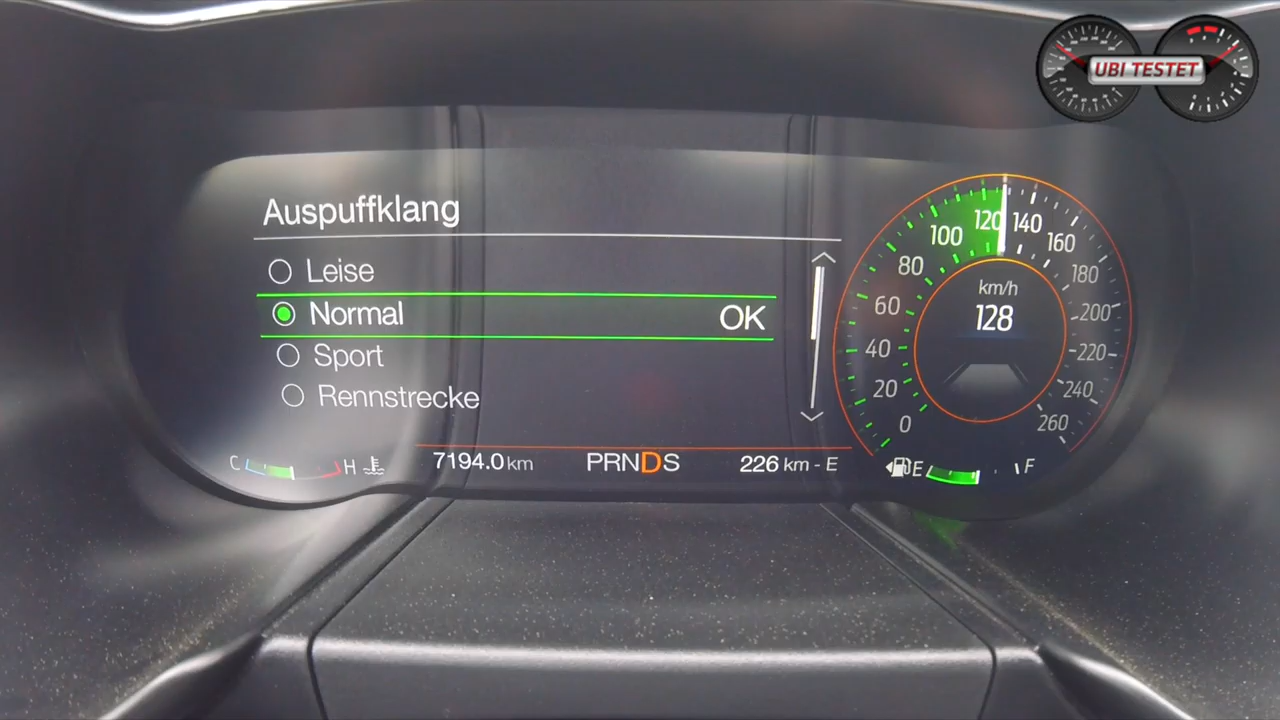 UBI TESTET
Auspuffklang
Leise
Normal OK
Sport
Rennstrecke
0
20
40
60
80
100
120
140
160
180
200
220
240
260
km/h
128
C H
7194.0 km PRNDS 226 km - E
E F